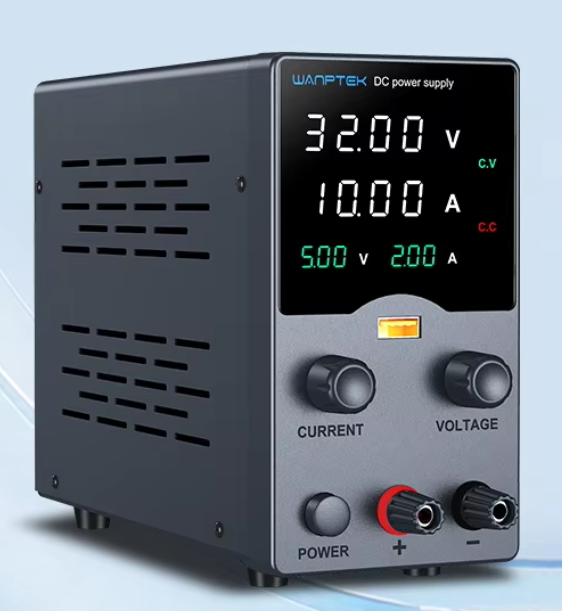 WANPTEK DC power supply
32.00 V
C.V
10.00 A
C.C
5.00 V 2.00 A
CURRENT
VOLTAGE
POWER
+
−